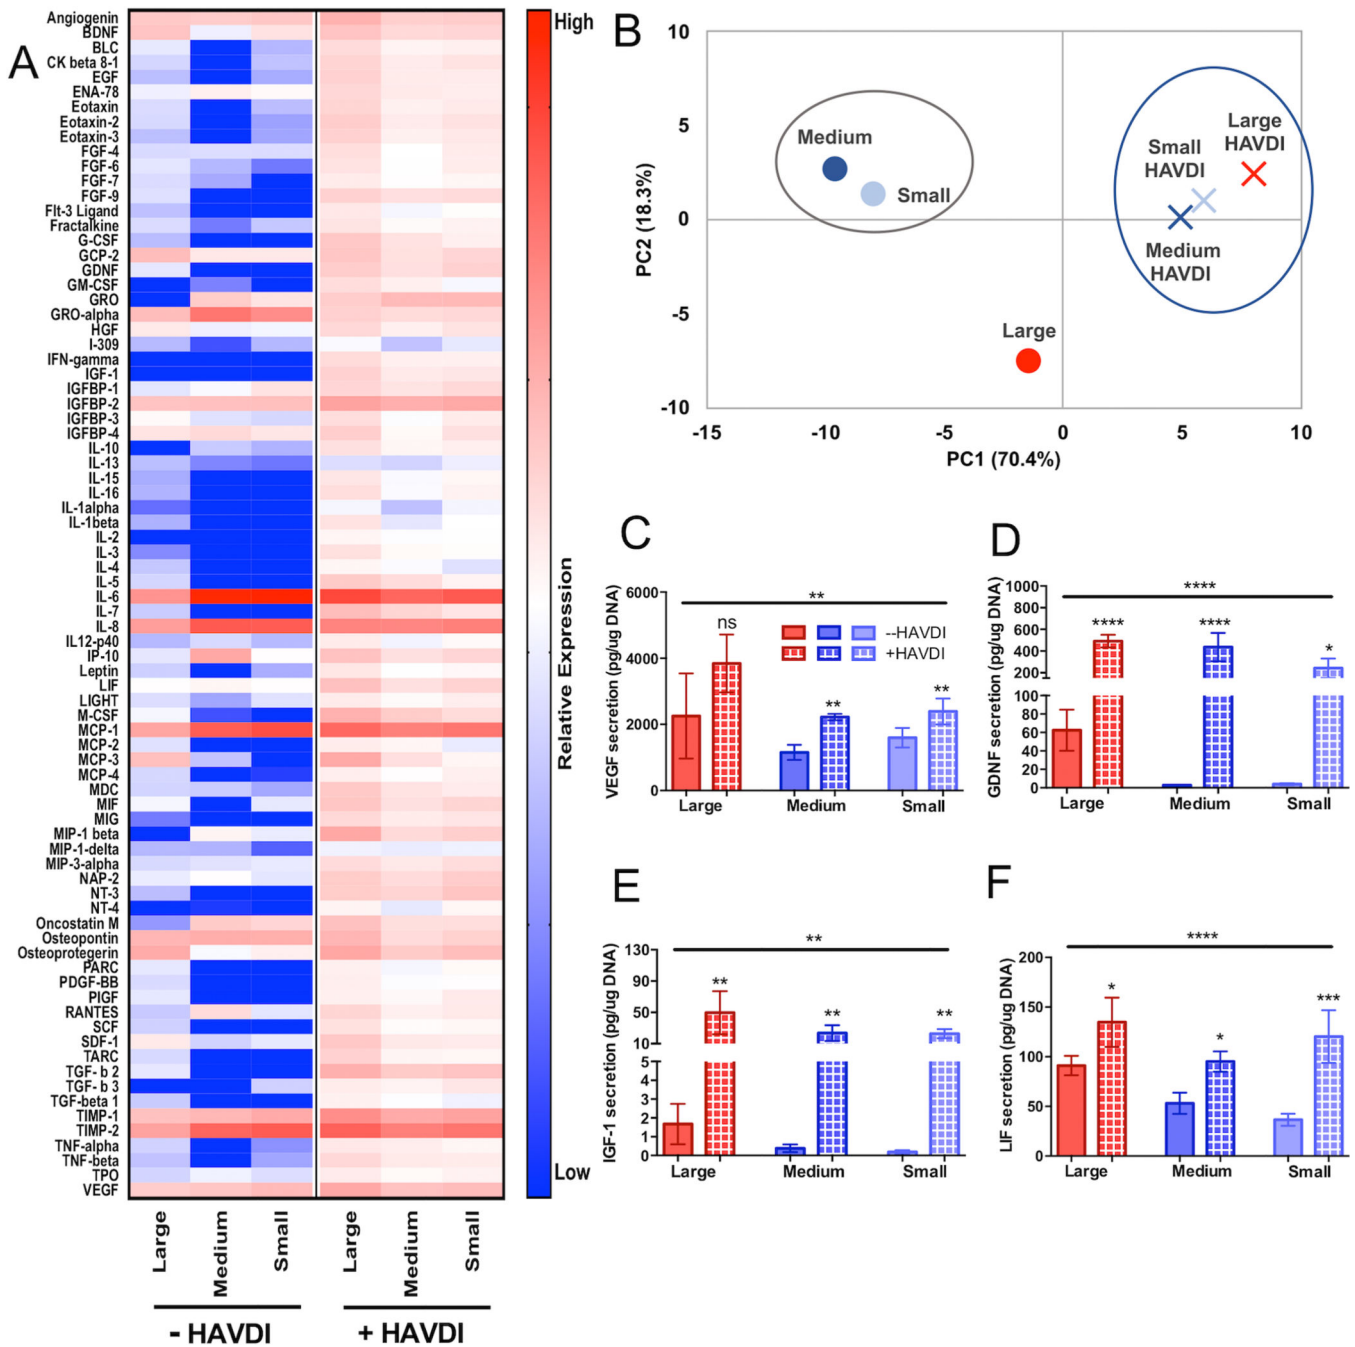 A
Angiogenin
BDNF
BLC
CK beta 8-1
EGF
ENA-78
Eotaxin
Eotaxin-2
Eotaxin-3
FGF-4
FGF-6
FGF-7
FGF-9
Flt-3 Ligand
Fractalkine
G-CSF
GCP-2
GDNF
GM-CSF
GRO
GRO-alpha
HGF
I-309
IFN-gamma
IGF-1
IGFBP-1
IGFBP-2
IGFBP-3
IGFBP-4
IL-10
IL-13
IL-15
IL-16
IL-1alpha
IL-1beta
IL-2
IL-3
IL-4
IL-5
IL-6
IL-7
IL-8
IL12-p40
IP-10
Leptin
LIF
LIGHT
M-CSF
MCP-1
MCP-2
MCP-3
MCP-4
MDC
MIF
MIG
MIP-1 beta
MIP-1-delta
MIP-3-alpha
NAP-2
NT-3
NT-4
Oncostatin M
Osteopontin
Osteoprotegerin
PARC
PDGF-BB
PlGF
RANTES
SCF
SDF-1
TARC
TGF- b 2
TGF- b 3
TGF-beta 1
TIMP-1
TIMP-2
TNF-alpha
TNF-beta
TPO
VEGF
Large
Medium
Small
Large
Medium
Small
- HAVDI
+ HAVDI
High
Relative Expression
Low
B
PC2 (18.3%)
10
5
0
-5
-10
-15
-10
-5
0
5
10
PC1 (70.4%)
Medium
Small
Large
Small
HAVDI
Large
HAVDI
Medium
HAVDI
C
VEGF secretion (pg/ug DNA)
6000
4000
2000
0
**
ns
**
**
--HAVDI
+HAVDI
Large
Medium
Small
D
GDNF secretion (pg/ug DNA)
1000
800
600
400
200
100
80
60
40
20
0
****
****
****
*
Large
Medium
Small
E
IGF-1 secretion (pg/ug DNA)
130
90
50
10
5
4
3
2
1
0
**
**
**
**
Large
Medium
Small
F
LIF secretion (pg/ug DNA)
200
150
100
50
0
****
*
*
***
Large
Medium
Small